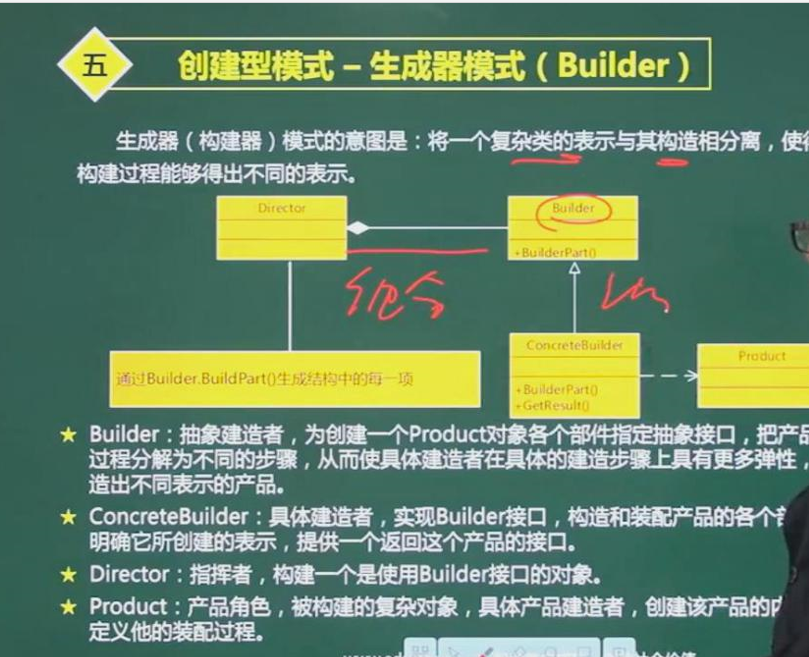 五
创建型模式 – 生成器模式（Builder）
生成器（构建器）模式的意图是：将一个复杂类的表示与其构造相分离，使
构建过程能够得出不同的表示。
Director
Builder
+BuilderPart()
组合
ConcreteBuilder
Product
通过Builder.BuildPart()生成结构中的每一项
+BuilderPart()
+GetResult()
Builder：抽象建造者，为创建一个Product对象各个部件指定抽象接口，把产品
过程分解为不同的步骤，从而使具体建造者在具体的建造步骤上具有更多弹性，
造出不同表示的产品。
ConcreteBuilder：具体建造者，实现Builder接口，构造和装配产品的各个
明确它所创建的表示，提供一个返回这个产品的接口。
Director：指挥者，构建一个是使用Builder接口的对象。
Product：产品角色，被构建的复杂对象，具体产品建造者，创建该产品的内
定义他的装配过程。